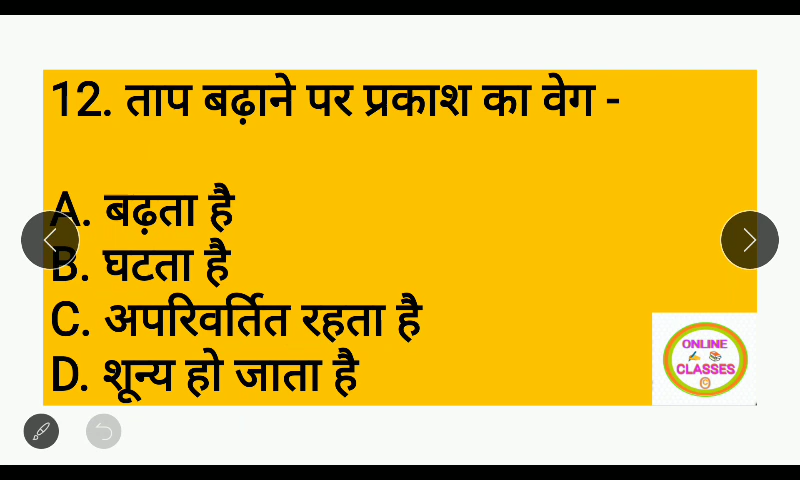 12. ताप बढ़ाने पर प्रकाश का वेग -
A. बढ़ता है
B. घटता है
C. अपरिवर्तित रहता है
D. शून्य हो जाता है
ONLINE
CLASSES